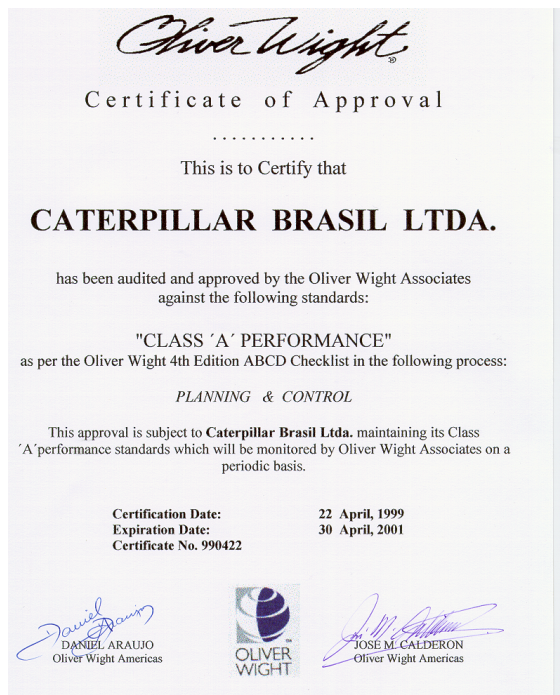 Oliver Wight®
Certificate of Approval
...........
This is to Certify that
CATERPILLAR BRASIL LTDA.
has been audited and approved by the Oliver Wight Associates
against the following standards:
"CLASS ´A´ PERFORMANCE"
as per the Oliver Wight 4th Edition ABCD Checklist in the following process:
PLANNING & CONTROL
This approval is subject to Caterpillar Brasil Ltda. maintaining its Class
´A´performance standards which will be monitored by Oliver Wight Associates on a
periodic basis.
Certification Date: 22 April, 1999
Expiration Date: 30 April, 2001
Certificate No. 990422
Daniel Araujo
DANIEL ARAUJO
Oliver Wight Americas
OLIVER
WIGHT
José M. Calderon
JOSE M. CALDERON
Oliver Wight Americas